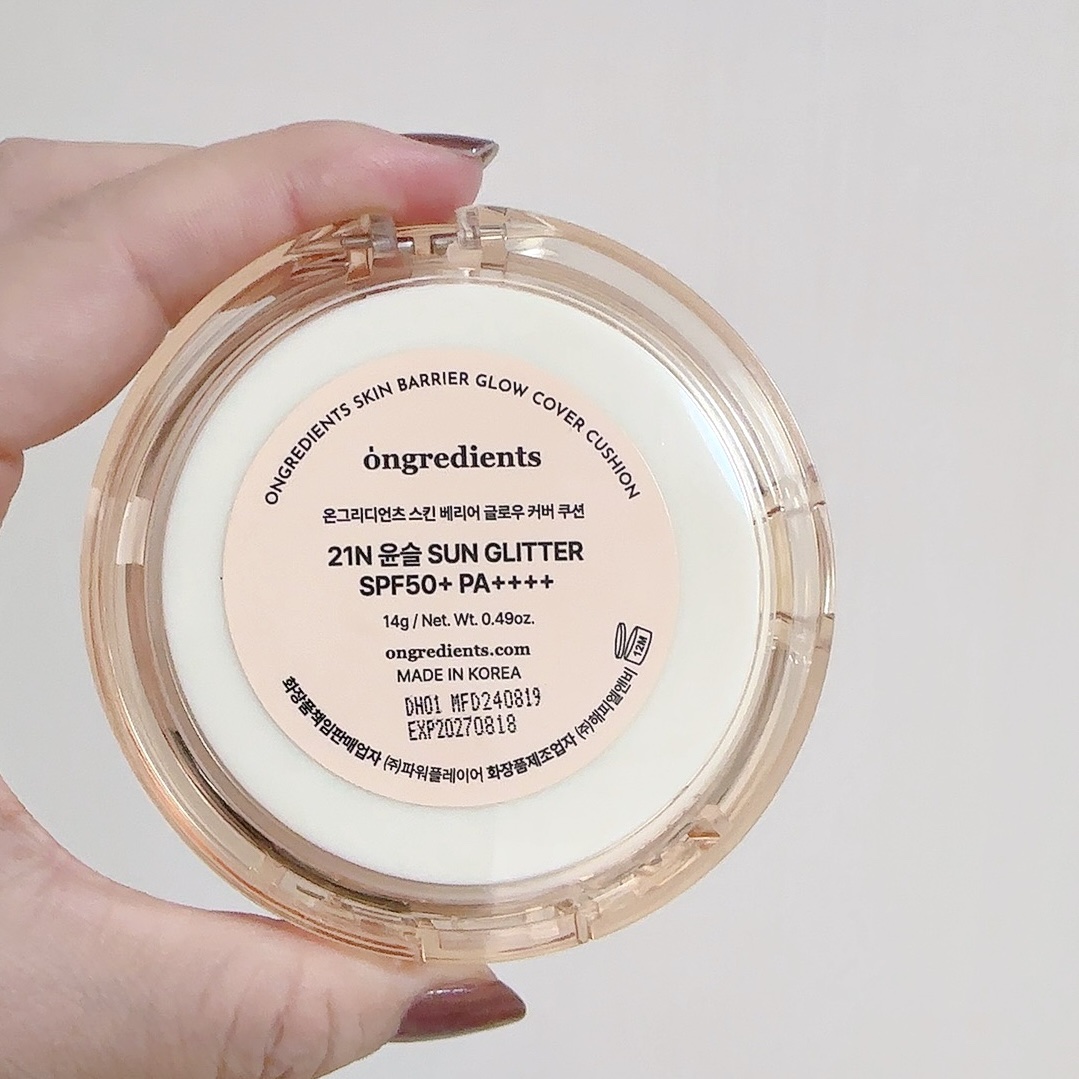 ONGREDIENTS SKIN BARRIER GLOW COVER CUSHION
ongredients
온그리디언츠 스킨 베리어 글로우 커버 쿠션
21N 윤슬 SUN GLITTER
SPF50+ PA++++
14g / Net. Wt. 0.49oz.
ongredients.com
MADE IN KOREA
12M
DH01 MFD240819
EXP20270818
화장품책임판매업자 ㈜파워플레이어 화장품제조업자 ㈜해피엘앤비